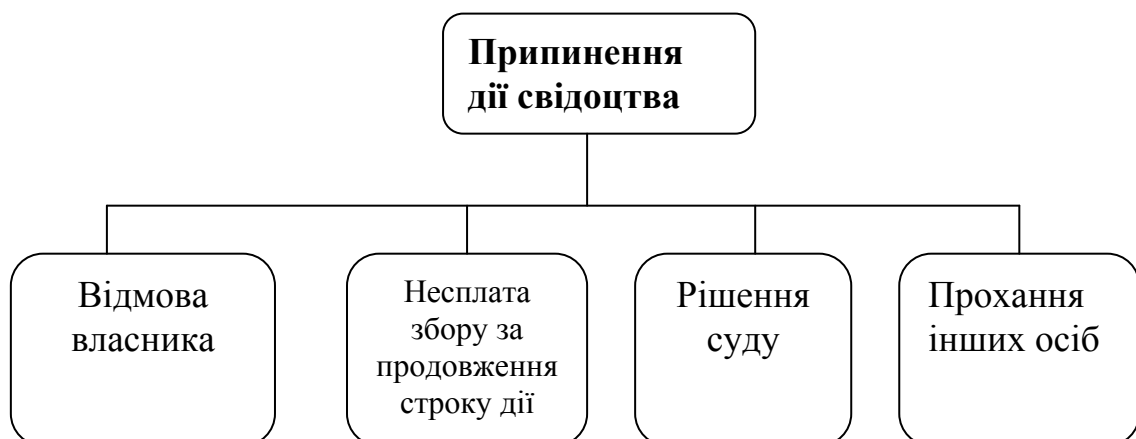 Припинення
дії свідоцтва
Відмова
власника
Несплата
збору за
продовження
строку дії
Рішення
суду
Прохання
інших осіб